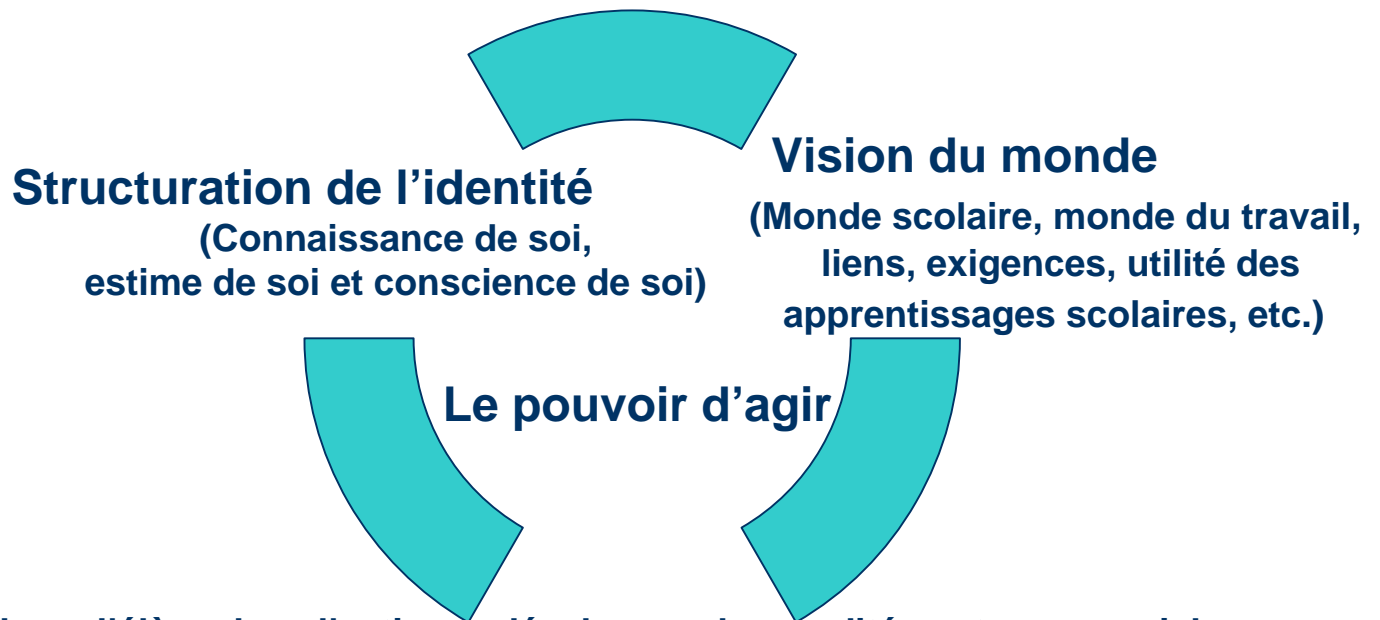 Structuration de l’identité
(Connaissance de soi,
estime de soi et conscience de soi)
Vision du monde
(Monde scolaire, monde du travail,
liens, exigences, utilité des
apprentissages scolaires, etc.)
Le pouvoir d’agir